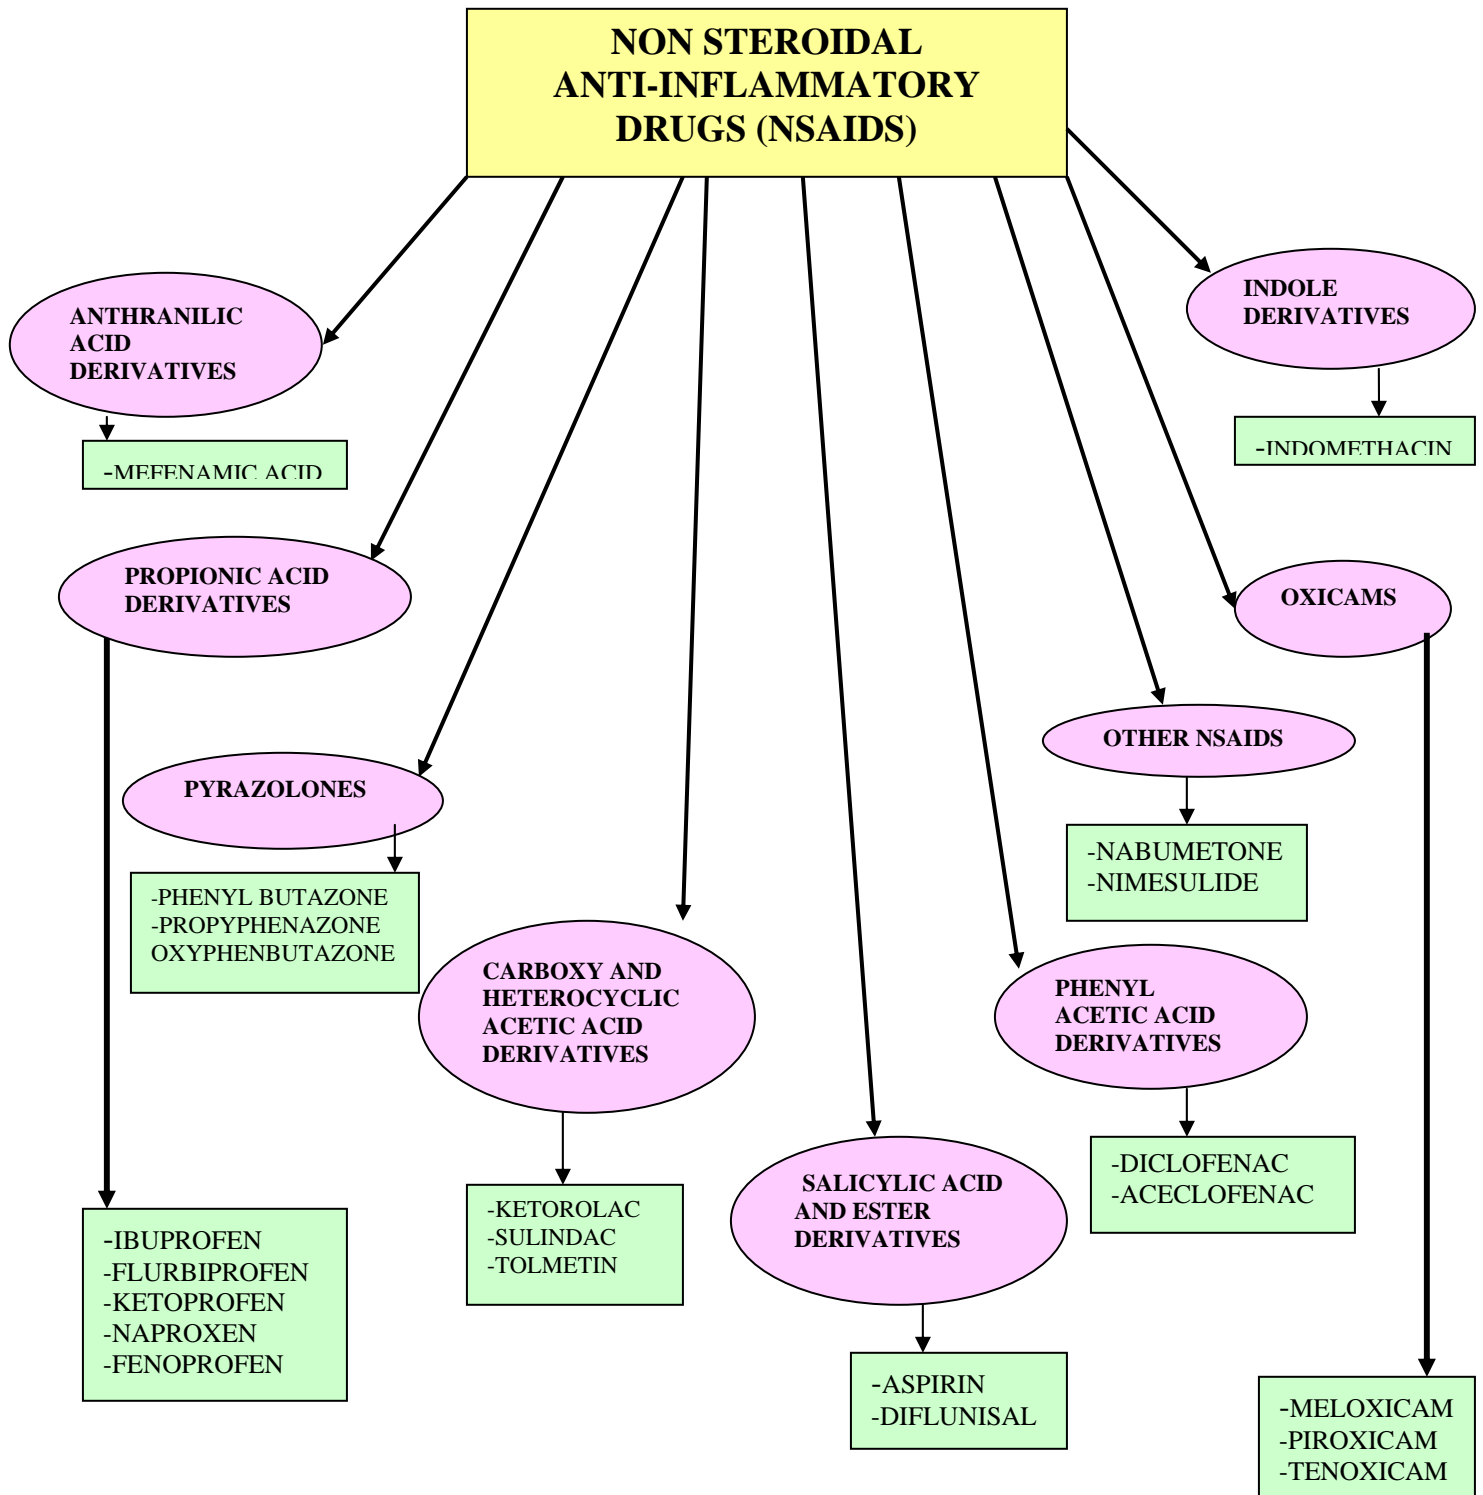 NON STEROIDAL
ANTI-INFLAMMATORY
DRUGS (NSAIDS)
ANTHRANILIC
ACID
DERIVATIVES
-MEFENAMIC ACID
INDOLE
DERIVATIVES
-INDOMETHACIN
PROPIONIC ACID
DERIVATIVES
-IBUPROFEN
-FLURBIPROFEN
-KETOPROFEN
-NAPROXEN
-FENOPROFEN
OXICAMS
-MELOXICAM
-PIROXICAM
-TENOXICAM
PYRAZOLONES
-PHENYL BUTAZONE
-PROPYPHENAZONE
OXYPHENBUTAZONE
OTHER NSAIDS
-NABUMETONE
-NIMESULIDE
CARBOXY AND
HETEROCYCLIC
ACETIC ACID
DERIVATIVES
-KETOROLAC
-SULINDAC
-TOLMETIN
PHENYL
ACETIC ACID
DERIVATIVES
-DICLOFENAC
-ACECLOFENAC
SALICYLIC ACID
AND ESTER
DERIVATIVES
-ASPIRIN
-DIFLUNISAL